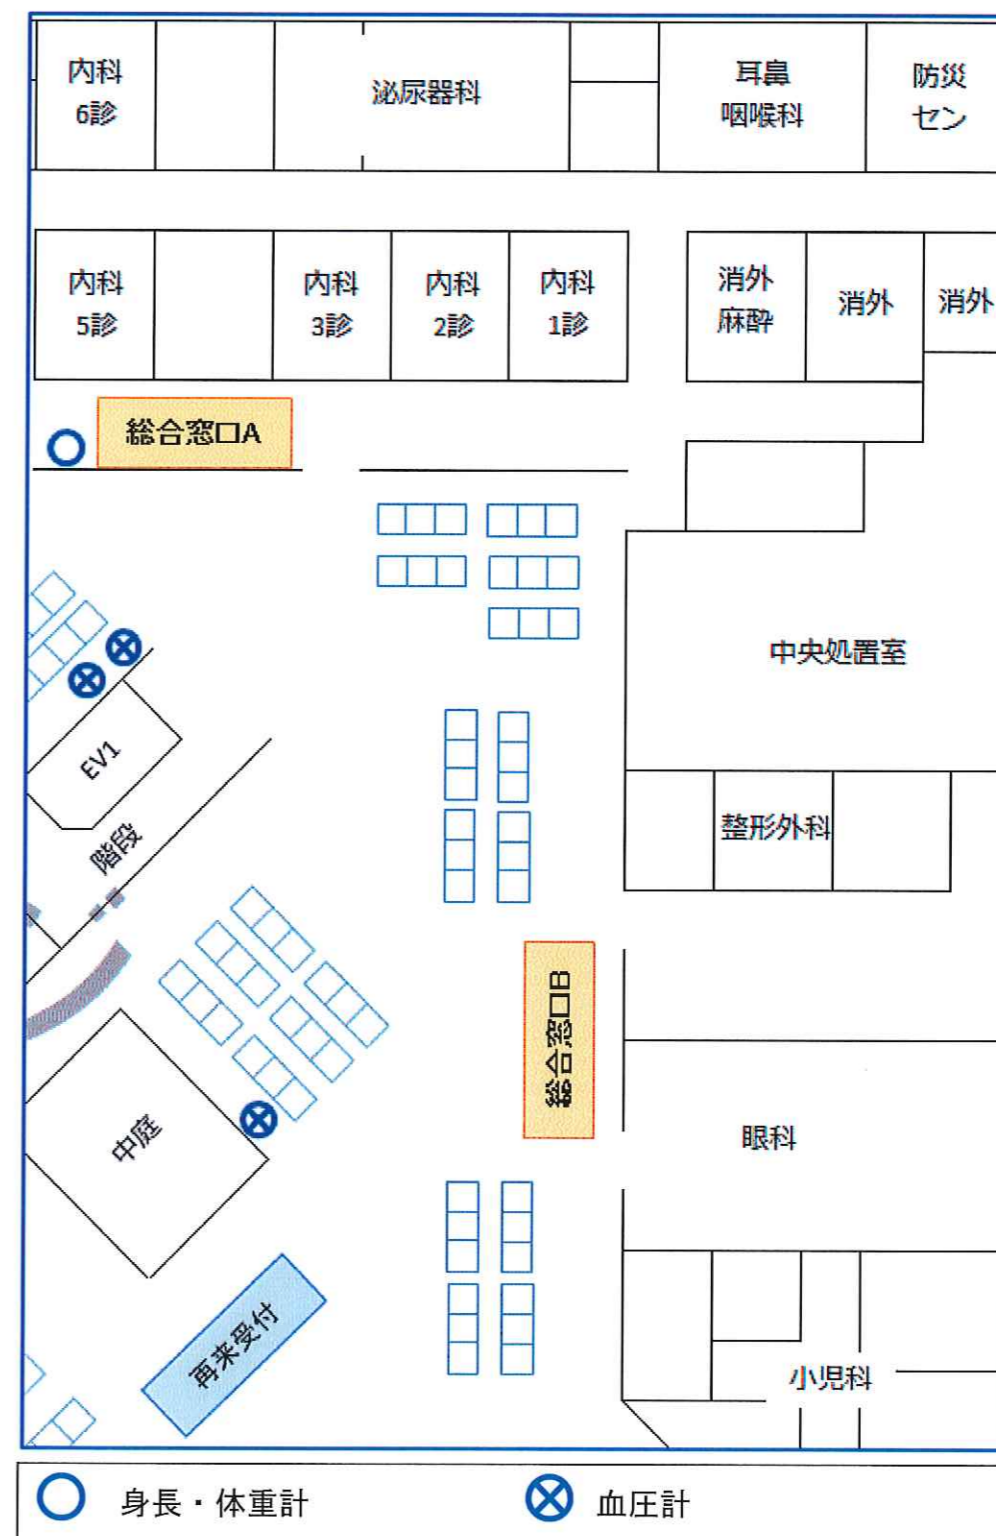 内科
6診
泌尿器科
耳鼻
咽喉科
防災
セン
内科
5診
内科
3診
内科
2診
内科
1診
消外
麻酔
消外
消外
総合窓口A
中央処置室
EV1
階段
整形外科
総合窓口B
中庭
眼科
再来受付
小児科
身長・体重計
血圧計